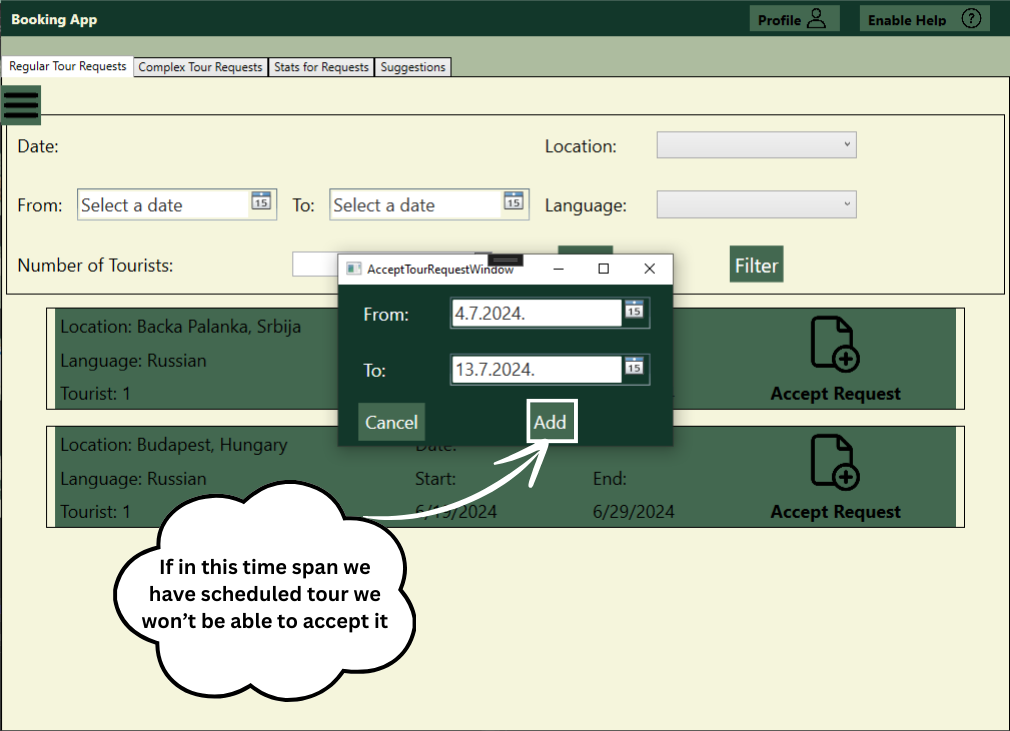 Booking App
Profile
Enable Help ?
Regular Tour Requests
Complex Tour Requests
Stats for Requests
Suggestions
Date:
Location:
From:
Select a date
15
To:
Select a date
15
Language:
Number of Tourists:
Filter
AcceptTourRequestWindow
From:
4.7.2024.
15
To:
13.7.2024.
15
Cancel
Add
Location: Backa Palanka, Srbija
Language: Russian
Tourist: 1
Accept Request
Location: Budapest, Hungary
Date:
Language: Russian
Start:
End:
Tourist: 1
6/19/2024
6/29/2024
Accept Request
If in this time span we
have scheduled tour we
won’t be able to accept it